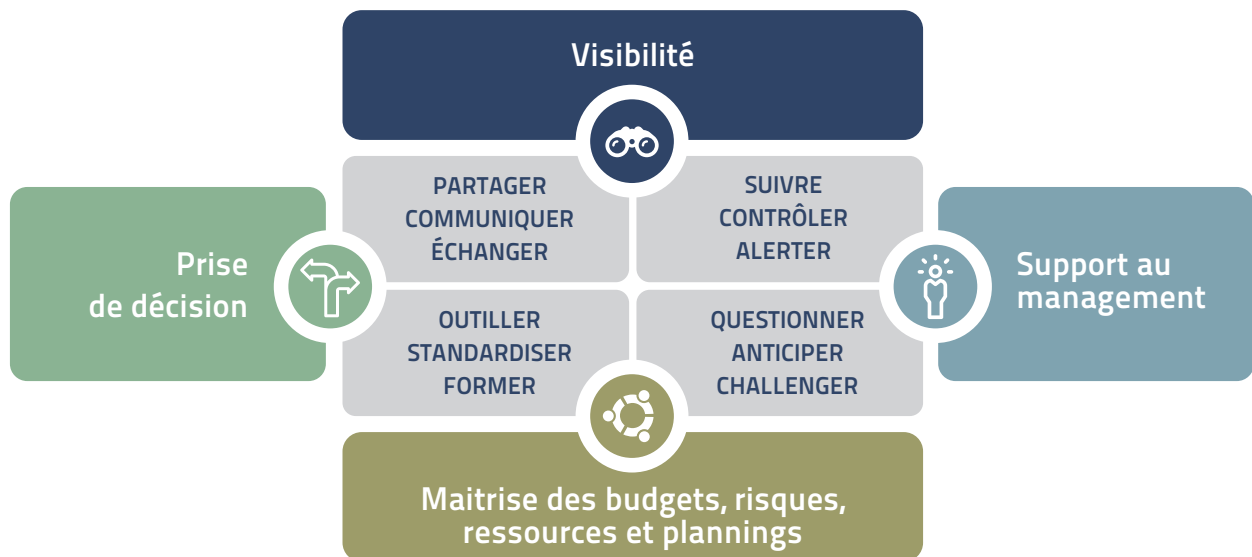 Visibilité
PARTAGER
COMMUNIQUER
ÉCHANGER
SUIVRE
CONTRÔLER
ALERTER
Prise
de décision
Support au
management
OUTILLER
STANDARDISER
FORMER
QUESTIONNER
ANTICIPER
CHALLENGER
Maitrise des budgets, risques,
ressources et plannings